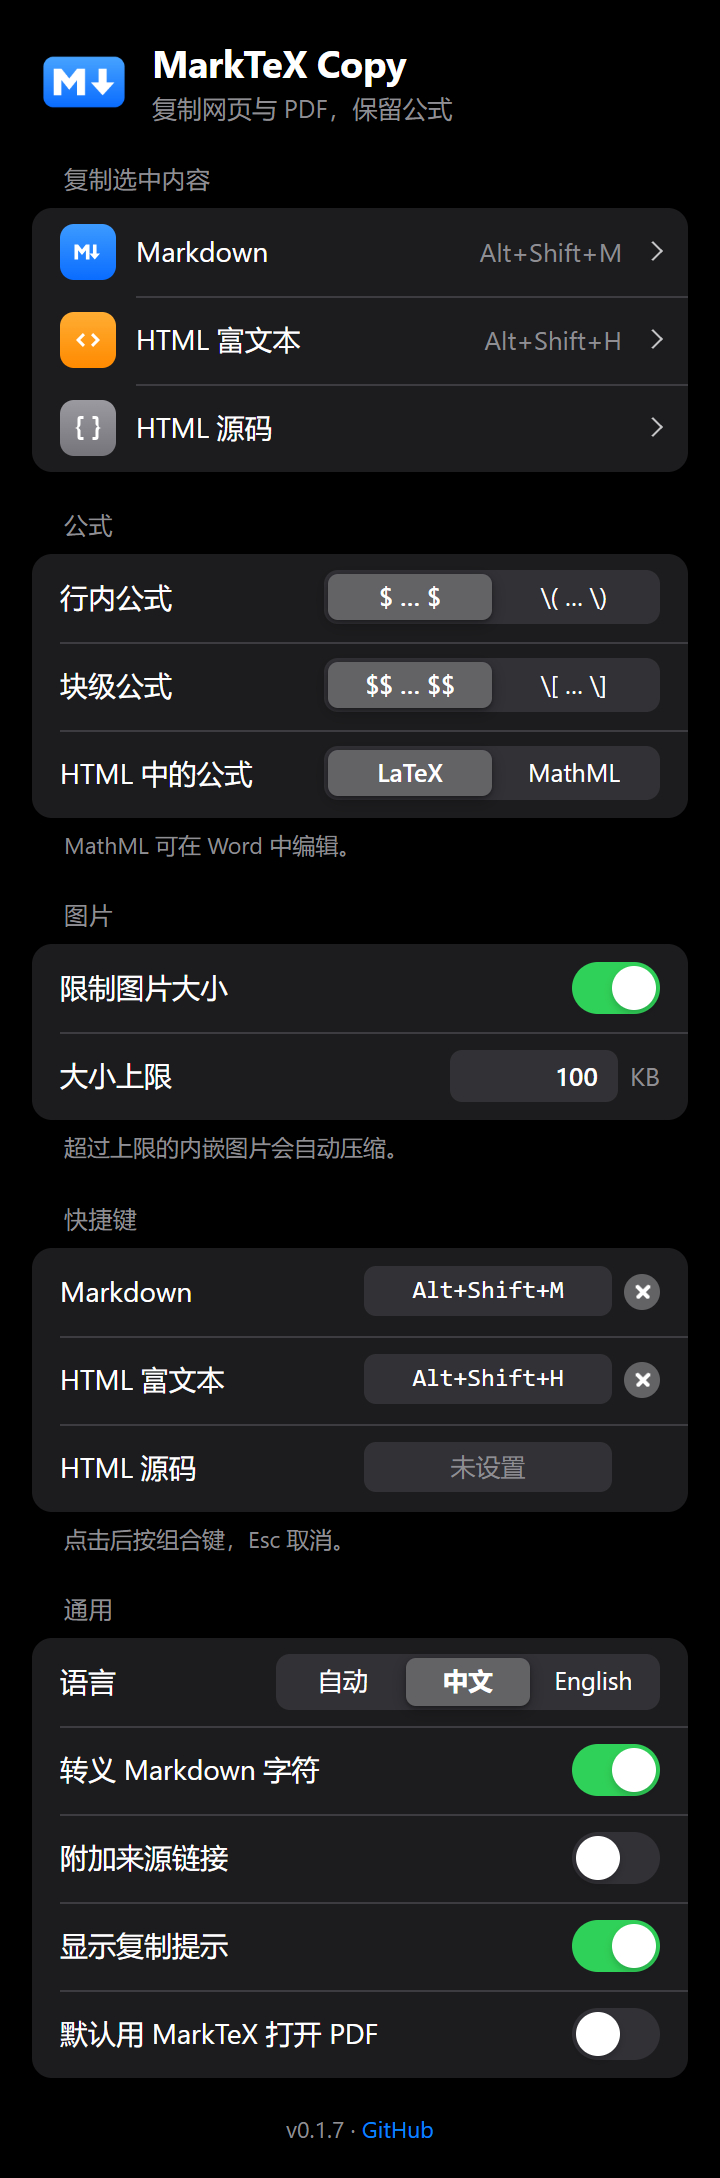 MarkTeX Copy
复制网页与 PDF，保留公式
复制选中内容
M↓ Markdown Alt+Shift+M
HTML 富文本 Alt+Shift+H
{ } HTML 源码
公式
行内公式 $ ... $ \( ... \)
块级公式 $$ ... $$ \[ ... \]
HTML 中的公式 LaTeX MathML
MathML 可在 Word 中编辑。
图片
限制图片大小
大小上限 100 KB
超过上限的内嵌图片会自动压缩。
快捷键
Markdown Alt+Shift+M
HTML 富文本 Alt+Shift+H
HTML 源码 未设置
点击后按组合键，Esc 取消。
通用
语言 自动 中文 English
转义 Markdown 字符
附加来源链接
显示复制提示
默认用 MarkTeX 打开 PDF
v0.1.7 · GitHub